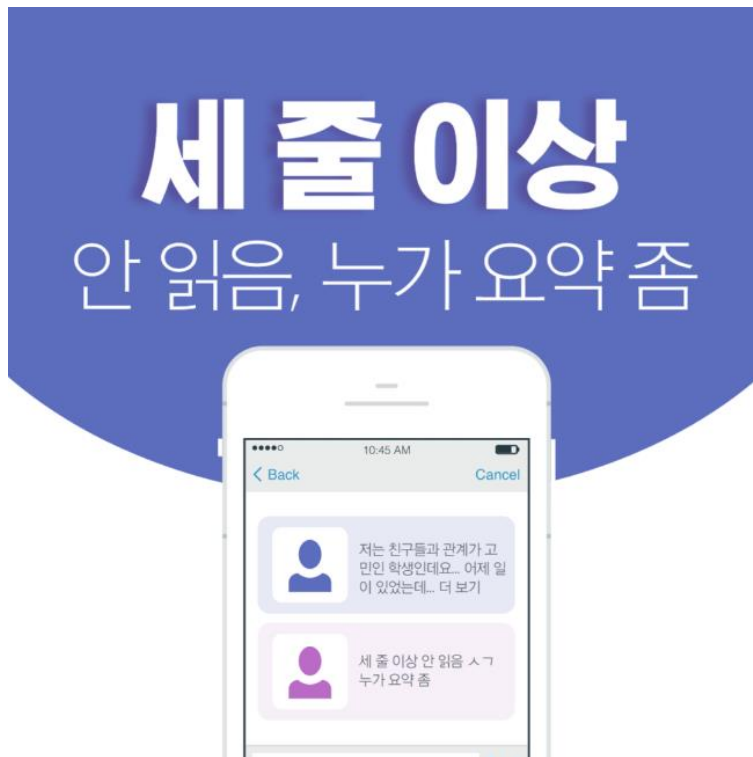 세 줄 이상
안 읽음, 누가 요약 좀
10:45 AM
< Back
Cancel
저는 친구들과 관계가 고
민인 학생인데요... 어제 일
이 있었는데... 더 보기
세 줄 이상 안 읽음 ㅅㄱ
누가 요약 좀